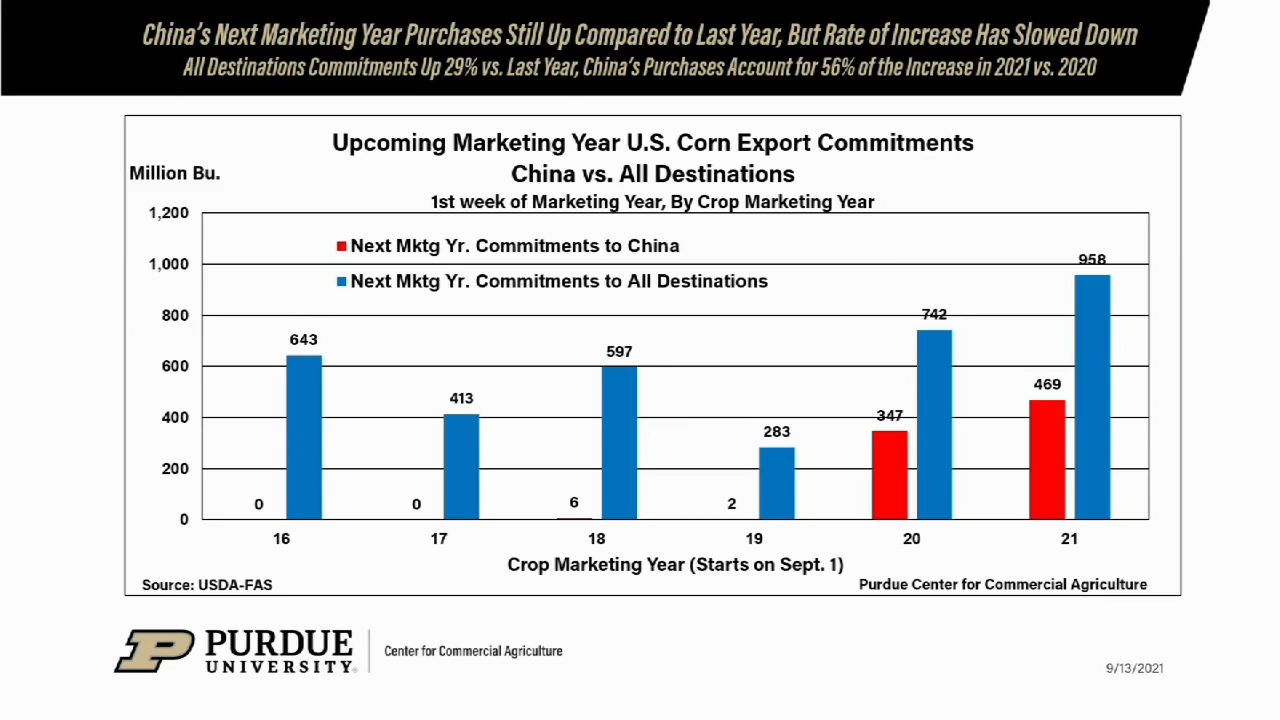 China's Next Marketing Year Purchases Still Up Compared to Last Year, But Rate of Increase Has Slowed Down
All Destinations Commitments Up 29% vs. Last Year, China's Purchases Account for 56% of the Increase in 2021 vs. 2020
Upcoming Marketing Year U.S. Corn Export Commitments
China vs. All Destinations
Million Bu.
1st week of Marketing Year, By Crop Marketing Year
1,200
Next Mktg Yr. Commitments to China
1,000
958
Next Mktg Yr. Commitments to All Destinations
800
742
643
597
600
469
413
400
347
283
200
0
0
6
2
0
16 17 18 19 20 21
Crop Marketing Year (Starts on Sept. 1)
Source: USDA-FAS
Purdue Center for Commercial Agriculture
P PURDUE
UNIVERSITY®
Center for Commercial Agriculture
9/13/2021